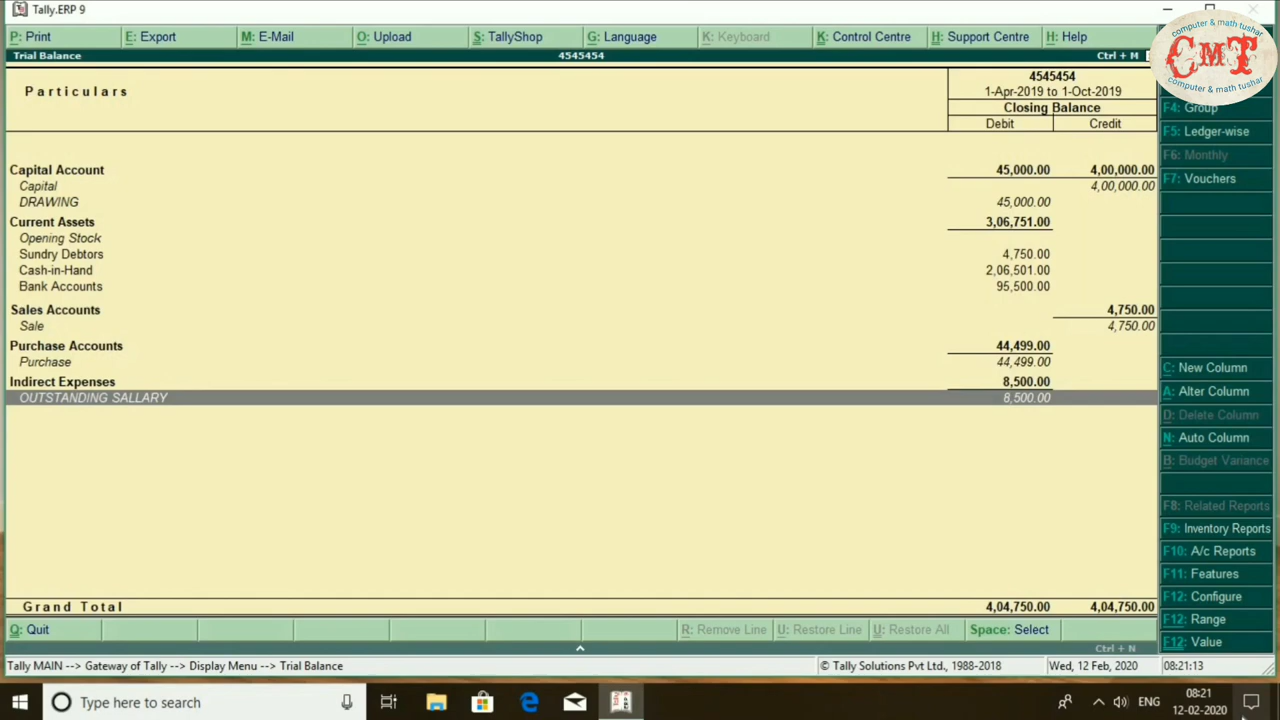 Tally.ERP 9
P: Print E: Export M: E-Mail O: Upload S: TallyShop G: Language K: Keyboard K: Control Centre H: Support Centre H: Help
Trial Balance 4545454 Ctrl + M
computer & math tushar
CMT
computer & math tushar
Particulars
4545454
1-Apr-2019 to 1-Oct-2019
Closing Balance
Debit Credit
Capital Account 45,000.00 4,00,000.00
Capital 4,00,000.00
DRAWING 45,000.00
Current Assets 3,06,751.00
Opening Stock
Sundry Debtors 4,750.00
Cash-in-Hand 2,06,501.00
Bank Accounts 95,500.00
Sales Accounts 4,750.00
Sale 4,750.00
Purchase Accounts 44,499.00
Purchase 44,499.00
Indirect Expenses 8,500.00
OUTSTANDING SALLARY 8,500.00
Grand Total 4,04,750.00 4,04,750.00
F4: Group
F5: Ledger-wise
F6: Monthly
F7: Vouchers
C: New Column
A: Alter Column
D: Delete Column
N: Auto Column
B: Budget Variance
F8: Related Reports
F9: Inventory Reports
F10: A/c Reports
F11: Features
F12: Configure
F12: Range
F12: Value
Q: Quit R: Remove Line U: Restore Line U: Restore All Space: Select
Ctrl + N
Tally MAIN --> Gateway of Tally --> Display Menu --> Trial Balance © Tally Solutions Pvt Ltd., 1988-2018 Wed, 12 Feb, 2020 08:21:13
Type here to search ENG 08:21
12-02-2020